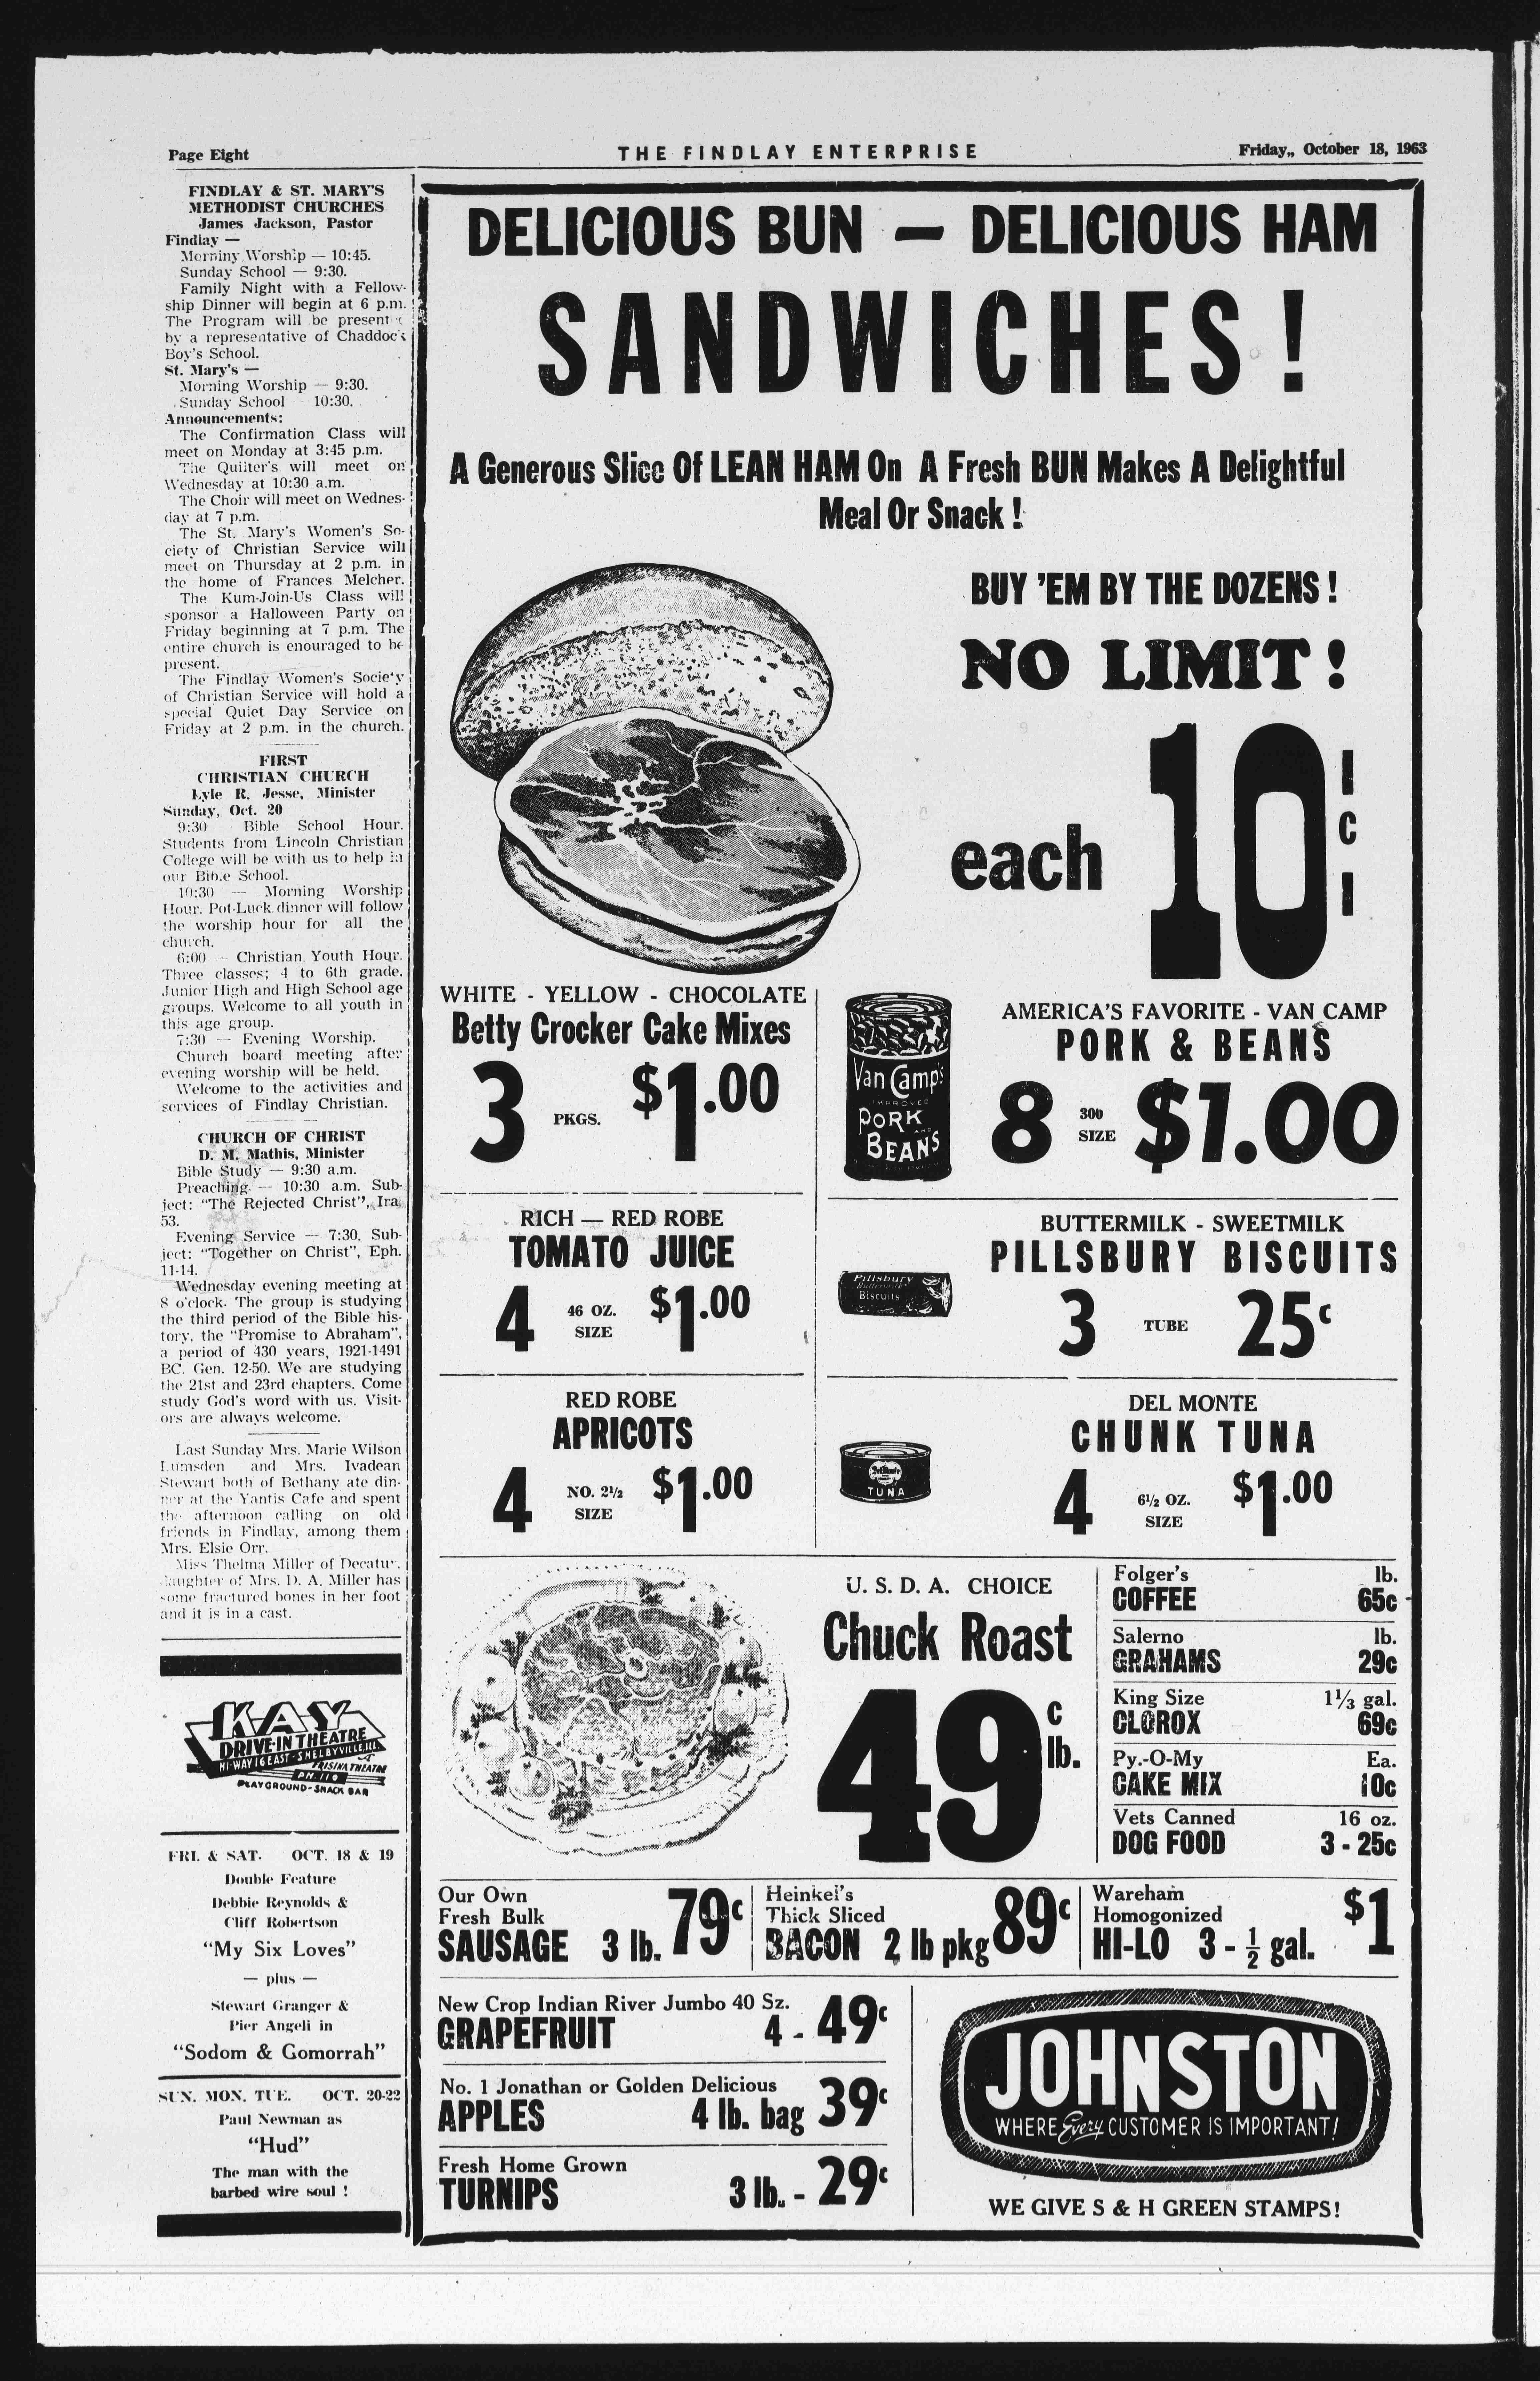 Page Eight
THE FINDLAY ENTERPRISE
Friday,, October 18, 1963
FINDLAY & ST. MARY'S
METHODIST CHURCHES
James Jackson, Pastor
Findlay —
Morniny Worship — 10:45.
Sunday School — 9:30.
Family Night with a Fellow-
ship Dinner will begin at 6 p.m.
The Program will be present
by a representative of Chaddock
Boy's School.
St. Mary's —
Morning Worship — 9:30.
Sunday School 10:30.
Announcements:
The Confirmation Class will
meet on Monday at 3:45 p.m.
The Quilter's will meet on
Wednesday at 10:30 a.m.
The Choir will meet on Wednes-
day at 7 p.m.
The St. Mary's Women's So-
ciety of Christian Service will
meet on Thursday at 2 p.m. in
the home of Frances Melcher.
The Kum-Join-Us Class will
sponsor a Halloween Party on
Friday beginning at 7 p.m. The
entire church is enouraged to be
present.
The Findlay Women's Society
of Christian Service will hold a
special Quiet Day Service on
Friday at 2 p.m. in the church.
FIRST
CHRISTIAN CHURCH
Lyle R. Jesse, Minister
Sunday, Oct. 20
9:30 Bible School Hour.
Students from Lincoln Christian
College will be with us to help in
our Bible School.
10:30 — Morning Worship
Hour. Pot-Luck dinner will follow
the worship hour for all the
church.
6:00 — Christian Youth Hour.
Three classes; 4 to 6th grade,
Junior High and High School age
groups. Welcome to all youth in
this age group.
7:30 — Evening Worship.
Church board meeting after
evening worship will be held.
Welcome to the activities and
services of Findlay Christian.
CHURCH OF CHRIST
D. M. Mathis, Minister
Bible Study — 9:30 a.m.
Preaching — 10:30 a.m. Sub-
ject: "The Rejected Christ", Ira
53.
Evening Service — 7:30. Sub-
ject: "Together on Christ", Eph.
11-14.
Wednesday evening meeting at
8 o'clock. The group is studying
the third period of the Bible his-
tory, the "Promise to Abraham",
a period of 430 years, 1921-1491
BC. Gen. 12-50. We are studying
the 21st and 23rd chapters. Come
study God's word with us. Visit-
ors are always welcome.
Last Sunday Mrs. Marie Wilson
Lumsden and Mrs. Ivadean
Stewart both of Bethany ate din-
ner at the Yantis Cafe and spent
the afternoon calling on old
friends in Findlay, among them
Mrs. Elsie Orr.
Miss Thelma Miller of Decatur,
daughter of Mrs. D. A. Miller has
some fractured bones in her foot
and it is in a cast.
KAY
DRIVE-IN THEATRE
HI-WAY 16 EAST - SHELBYVILLE, ILL.
A FRISINA THEATRE
PH. 110
PLAYGROUND - SNACK BAR
FRI. & SAT. OCT. 18 & 19
Double Feature
Debbie Reynolds &
Cliff Robertson
"My Six Loves"
— plus —
Stewart Granger &
Pier Angeli in
"Sodom & Gomorrah"
SUN. MON. TUE. OCT. 20-22
Paul Newman as
"Hud"
The man with the
barbed wire soul !
DELICIOUS BUN — DELICIOUS HAM
SANDWICHES!
A Generous Slice Of LEAN HAM On A Fresh BUN Makes A Delightful
Meal Or Snack !
BUY 'EM BY THE DOZENS !
NO LIMIT !
each 10c
WHITE - YELLOW - CHOCOLATE
Betty Crocker Cake Mixes
3 PKGS. $1.00
Van Camp's
IMPROVED
PORK
AND
BEANS
AMERICA'S FAVORITE - VAN CAMP
PORK & BEANS
8 300 SIZE $1.00
RICH — RED ROBE
TOMATO JUICE
4 46 OZ. SIZE $1.00
Pillsbury
Buttermilk
Biscuits
BUTTERMILK - SWEETMILK
PILLSBURY BISCUITS
3 TUBE 25c
RED ROBE
APRICOTS
4 NO. 2½ SIZE $1.00
Del Monte
TUNA
DEL MONTE
CHUNK TUNA
4 6½ OZ. SIZE $1.00
U. S. D. A. CHOICE
Chuck Roast
49c lb.
Folger's lb.
COFFEE 65c
Salerno lb.
GRAHAMS 29c
King Size 1⅓ gal.
CLOROX 69c
Py.-O-My Ea.
CAKE MIX 10c
Vets Canned 16 oz.
DOG FOOD 3 - 25c
Our Own
Fresh Bulk
SAUSAGE 3 lb. 79c
Heinkel's
Thick Sliced
BACON 2 lb pkg 89c
Wareham
Homogonized
HI-LO 3 - ½ gal. $1
New Crop Indian River Jumbo 40 Sz.
GRAPEFRUIT 4 - 49c
No. 1 Jonathan or Golden Delicious
APPLES 4 lb. bag 39c
Fresh Home Grown
TURNIPS 3 lb. - 29c
JOHNSTON
WHERE Every CUSTOMER IS IMPORTANT!
WE GIVE S & H GREEN STAMPS!